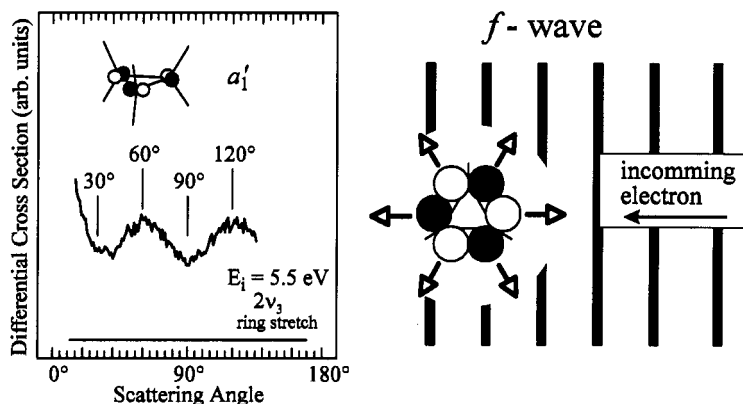 Differential Cross Section (arb. units)
a₁′
30°
60°
90°
120°
Eᵢ = 5.5 eV
2ν₃
ring stretch
0°
90°
180°
Scattering Angle
f - wave
incomming
electron